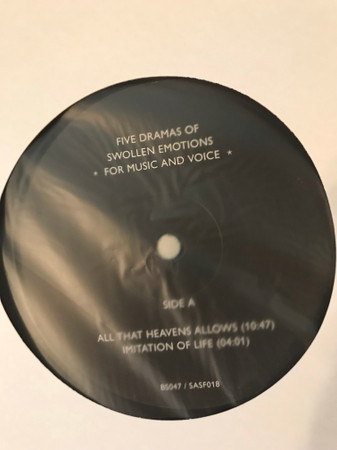 FIVE DRAMAS OF
SWOLLEN EMOTIONS
* FOR MUSIC AND VOICE *
SIDE A
ALL THAT HEAVENS ALLOWS (10:47)
IMITATION OF LIFE (04:01)
BS047 / SASF018